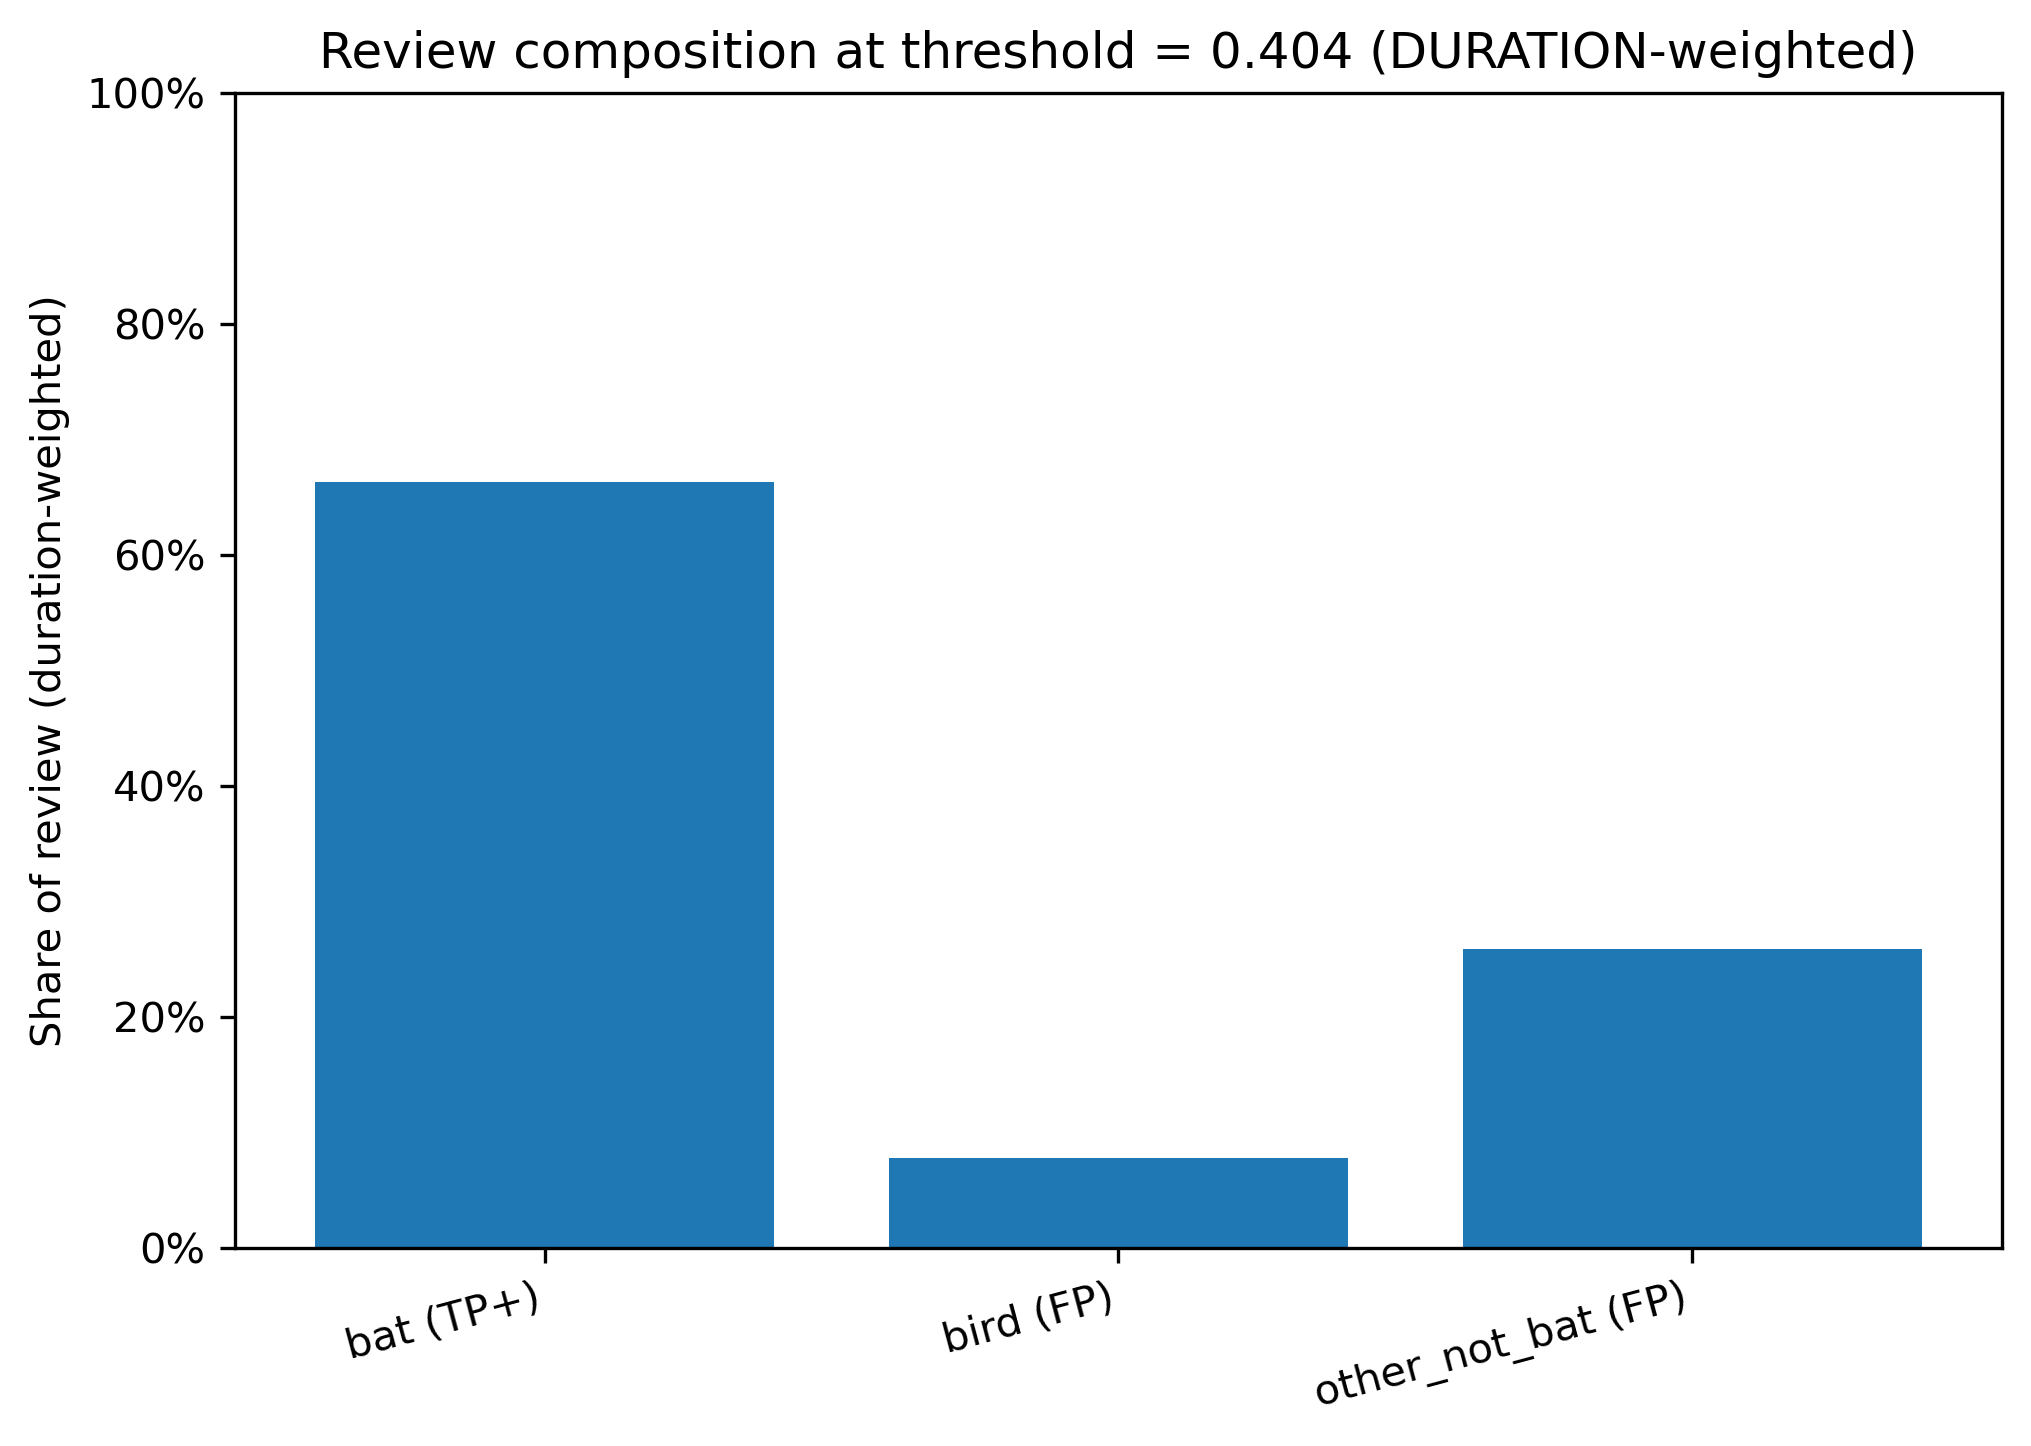 Review composition at threshold = 0.404 (DURATION-weighted)
Share of review (duration-weighted)
100%
80%
60%
40%
20%
0%
bat (TP+)
bird (FP)
other_not_bat (FP)